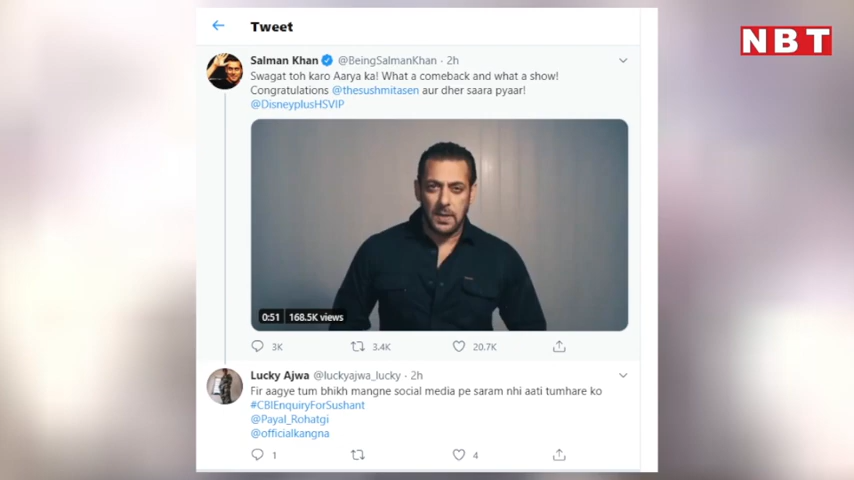 NBT
Tweet
Salman Khan @BeingSalmanKhan · 2h
Swagat toh karo Aarya ka! What a comeback and what a show!
Congratulations @thesushmitasen aur dher saara pyaar!
@DisneyplusHSVIP
0:51 168.5K views
3K 3.4K 20.7K
Lucky Ajwa @luckyajwa_lucky · 2h
Fir aagye tum bhikh mangne social media pe saram nhi aati tumhare ko
#CBIEnquiryForSushant
@Payal_Rohatgi
@officialkangna
1 4